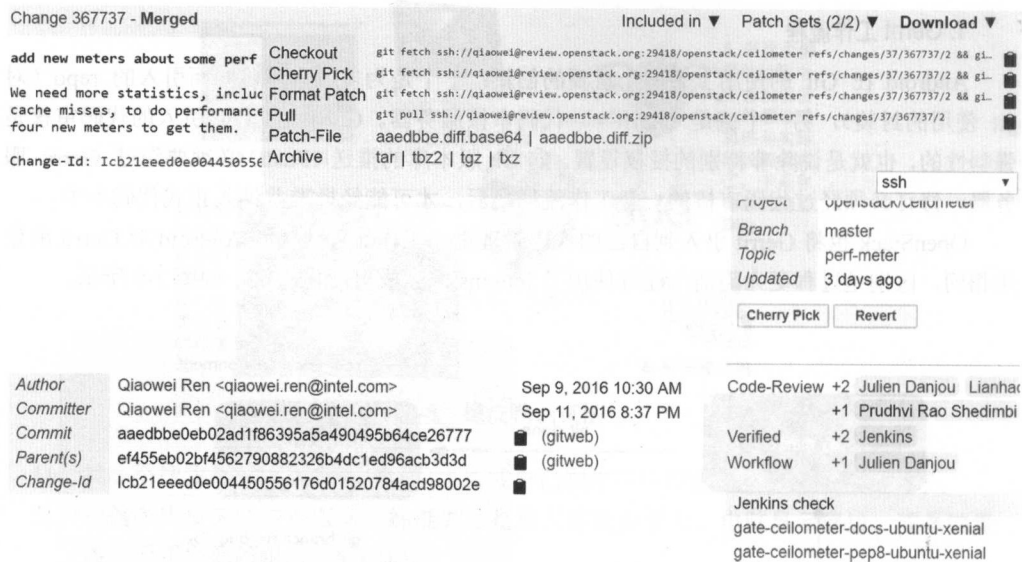 Change 367737 - Merged
Included in ▼ Patch Sets (2/2) ▼ Download ▼
add new meters about some perf
We need more statistics, includ
cache misses, to do performance
four new meters to get them.
Change-Id: Icb21eeed0e004450556
Checkout git fetch ssh://qiaowei@review.openstack.org:29418/openstack/ceilometer refs/changes/37/367737/2 && gi…
Cherry Pick git fetch ssh://qiaowei@review.openstack.org:29418/openstack/ceilometer refs/changes/37/367737/2 && gi…
Format Patch git fetch ssh://qiaowei@review.openstack.org:29418/openstack/ceilometer refs/changes/37/367737/2 && gi…
Pull git pull ssh://qiaowei@review.openstack.org:29418/openstack/ceilometer refs/changes/37/367737/2
Patch-File aaedbbe.diff.base64 | aaedbbe.diff.zip
Archive tar | tbz2 | tgz | txz
ssh ▼
Project openstack/ceilometer
Branch master
Topic perf-meter
Updated 3 days ago
Cherry Pick Revert
Author Qiaowei Ren <qiaowei.ren@intel.com> Sep 9, 2016 10:30 AM
Committer Qiaowei Ren <qiaowei.ren@intel.com> Sep 11, 2016 8:37 PM
Commit aaedbbe0eb02ad1f86395a5a490495b64ce26777 (gitweb)
Parent(s) ef455eb02bf4562790882326b4dc1ed96acb3d3d (gitweb)
Change-Id Icb21eeed0e004450556176d01520784acd98002e
Code-Review +2 Julien Danjou Lianhao
+1 Prudhvi Rao Shedimbi
Verified +2 Jenkins
Workflow +1 Julien Danjou
Jenkins check
gate-ceilometer-docs-ubuntu-xenial
gate-ceilometer-pep8-ubuntu-xenial